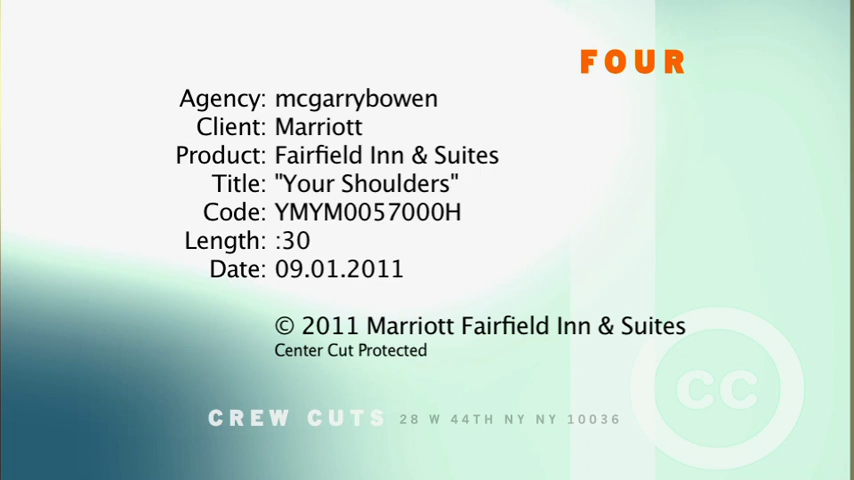 FOUR
Agency: mcgarrybowen
Client: Marriott
Product: Fairfield Inn & Suites
Title: "Your Shoulders"
Code: YMYM0057000H
Length: :30
Date: 09.01.2011
© 2011 Marriott Fairfield Inn & Suites
Center Cut Protected
CC
CREW CUTS 28 W 44TH NY NY 10036